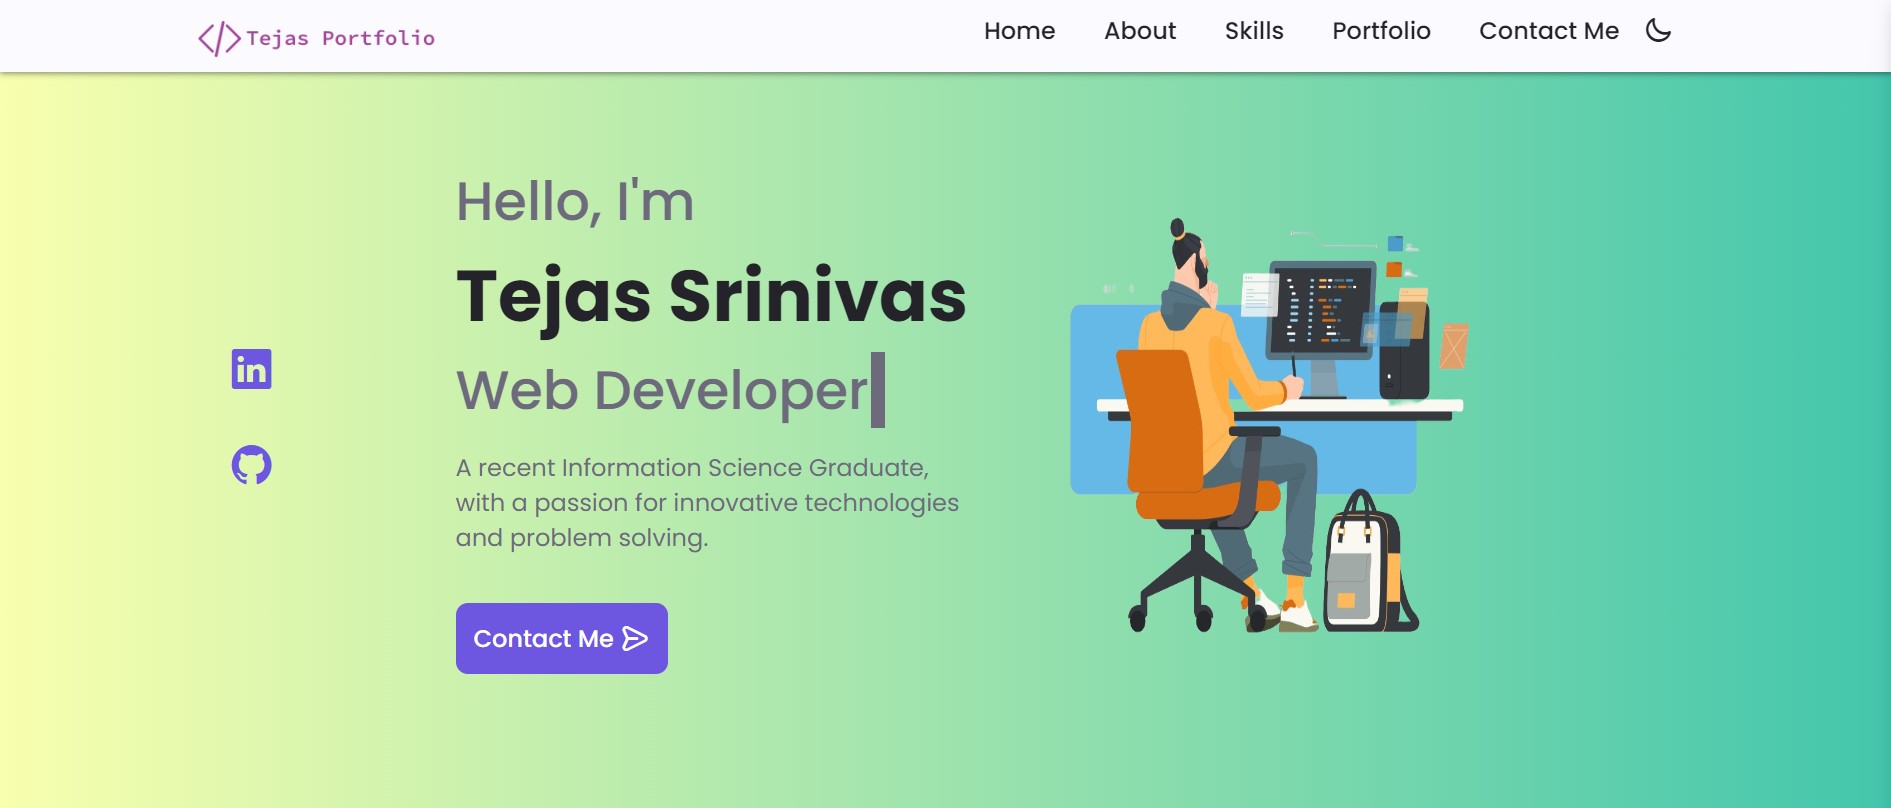 </> Tejas Portfolio
Home About Skills Portfolio Contact Me
Hello, I'm
Tejas Srinivas
Web Developer
A recent Information Science Graduate,
with a passion for innovative technologies
and problem solving.
Contact Me
in